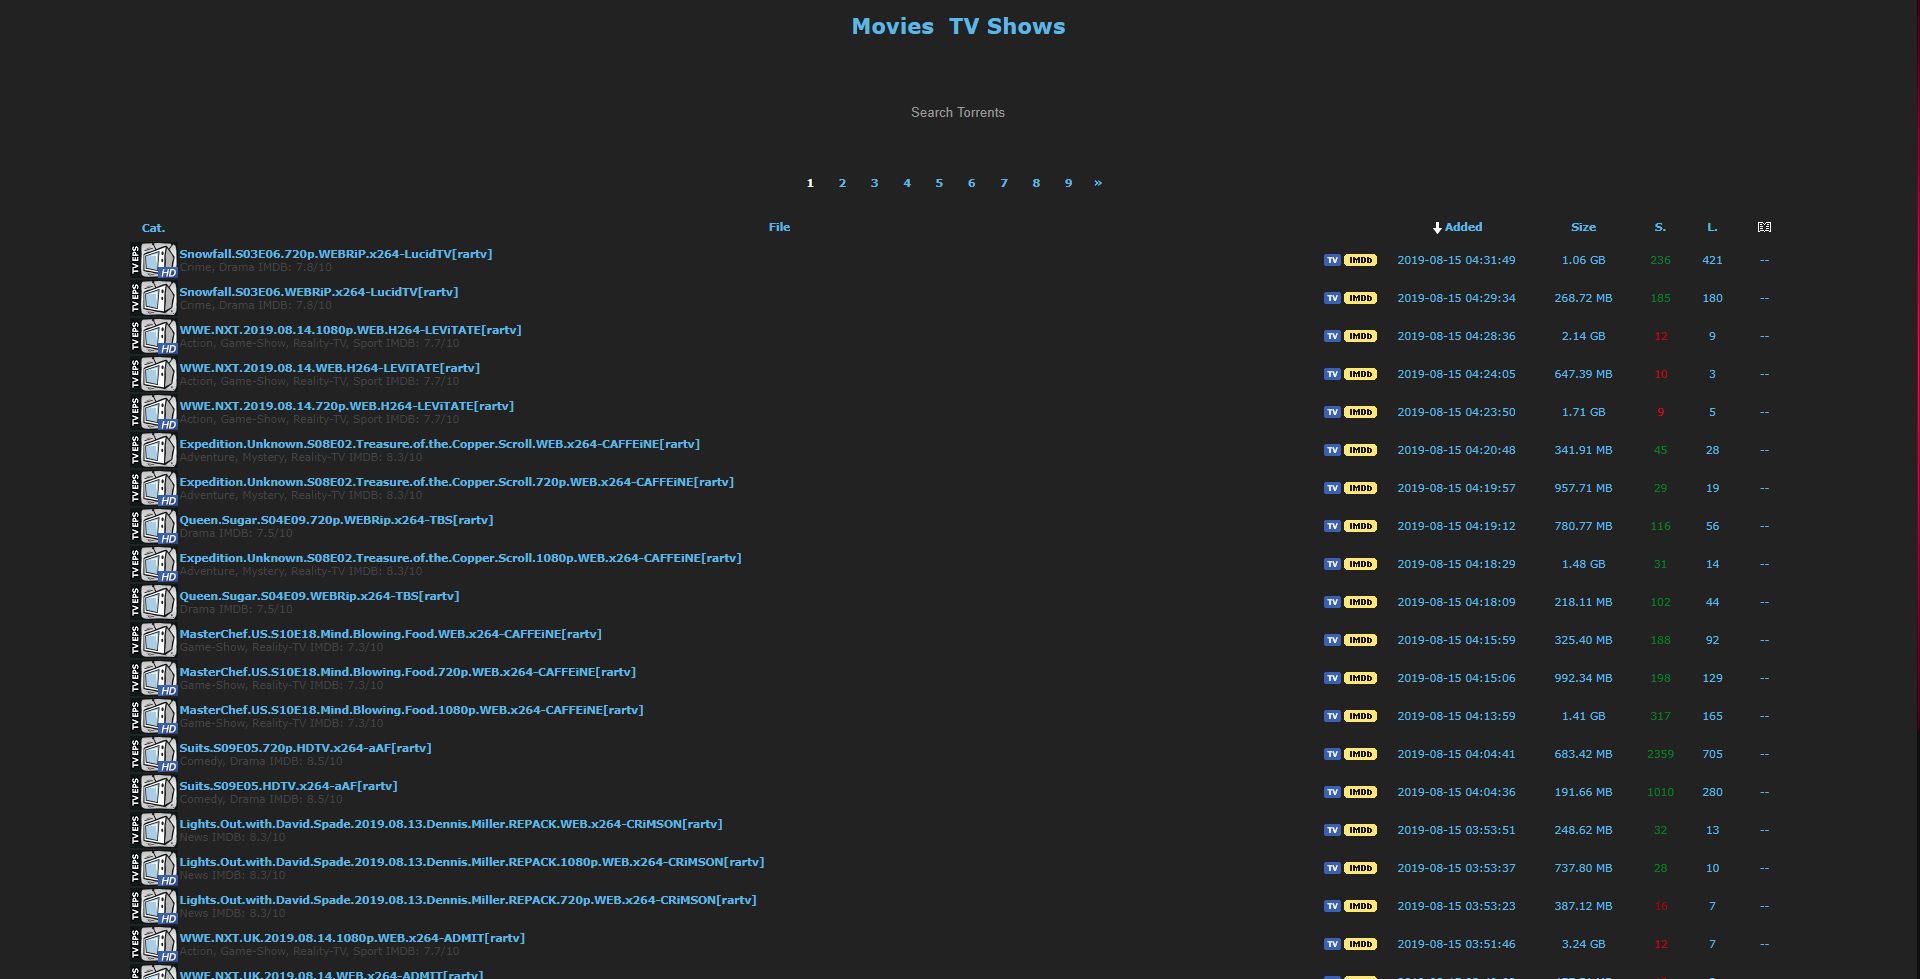 Movies TV Shows
Search Torrents
1 2 3 4 5 6 7 8 9 »
Cat. File Added Size S. L.
TV EPS HD Snowfall.S03E06.720p.WEBRiP.x264-LucidTV[rartv] TV IMDb 2019-08-15 04:31:49 1.06 GB 236 421 --
Crime, Drama IMDB: 7.8/10
TV EPS Snowfall.S03E06.WEBRiP.x264-LucidTV[rartv] TV IMDb 2019-08-15 04:29:34 268.72 MB 185 180 --
Crime, Drama IMDB: 7.8/10
TV EPS HD WWE.NXT.2019.08.14.1080p.WEB.H264-LEViTATE[rartv] TV IMDb 2019-08-15 04:28:36 2.14 GB 12 9 --
Action, Game-Show, Reality-TV, Sport IMDB: 7.7/10
TV EPS WWE.NXT.2019.08.14.WEB.H264-LEViTATE[rartv] TV IMDb 2019-08-15 04:24:05 647.39 MB 10 3 --
Action, Game-Show, Reality-TV, Sport IMDB: 7.7/10
TV EPS HD WWE.NXT.2019.08.14.720p.WEB.H264-LEViTATE[rartv] TV IMDb 2019-08-15 04:23:50 1.71 GB 9 5 --
Action, Game-Show, Reality-TV, Sport IMDB: 7.7/10
TV EPS Expedition.Unknown.S08E02.Treasure.of.the.Copper.Scroll.WEB.x264-CAFFEiNE[rartv] TV IMDb 2019-08-15 04:20:48 341.91 MB 45 28 --
Adventure, Mystery, Reality-TV IMDB: 8.3/10
TV EPS HD Expedition.Unknown.S08E02.Treasure.of.the.Copper.Scroll.720p.WEB.x264-CAFFEiNE[rartv] TV IMDb 2019-08-15 04:19:57 957.71 MB 29 19 --
Adventure, Mystery, Reality-TV IMDB: 8.3/10
TV EPS HD Queen.Sugar.S04E09.720p.WEBRip.x264-TBS[rartv] TV IMDb 2019-08-15 04:19:12 780.77 MB 116 56 --
Drama IMDB: 7.5/10
TV EPS HD Expedition.Unknown.S08E02.Treasure.of.the.Copper.Scroll.1080p.WEB.x264-CAFFEiNE[rartv] TV IMDb 2019-08-15 04:18:29 1.48 GB 31 14 --
Adventure, Mystery, Reality-TV IMDB: 8.3/10
TV EPS Queen.Sugar.S04E09.WEBRip.x264-TBS[rartv] TV IMDb 2019-08-15 04:18:09 218.11 MB 102 44 --
Drama IMDB: 7.5/10
TV EPS MasterChef.US.S10E18.Mind.Blowing.Food.WEB.x264-CAFFEiNE[rartv] TV IMDb 2019-08-15 04:15:59 325.40 MB 188 92 --
Game-Show, Reality-TV IMDB: 7.3/10
TV EPS HD MasterChef.US.S10E18.Mind.Blowing.Food.720p.WEB.x264-CAFFEiNE[rartv] TV IMDb 2019-08-15 04:15:06 992.34 MB 198 129 --
Game-Show, Reality-TV IMDB: 7.3/10
TV EPS HD MasterChef.US.S10E18.Mind.Blowing.Food.1080p.WEB.x264-CAFFEiNE[rartv] TV IMDb 2019-08-15 04:13:59 1.41 GB 317 165 --
Game-Show, Reality-TV IMDB: 7.3/10
TV EPS HD Suits.S09E05.720p.HDTV.x264-aAF[rartv] TV IMDb 2019-08-15 04:04:41 683.42 MB 2359 705 --
Comedy, Drama IMDB: 8.5/10
TV EPS Suits.S09E05.HDTV.x264-aAF[rartv] TV IMDb 2019-08-15 04:04:36 191.66 MB 1010 280 --
Comedy, Drama IMDB: 8.5/10
TV EPS Lights.Out.with.David.Spade.2019.08.13.Dennis.Miller.REPACK.WEB.x264-CRiMSON[rartv] TV IMDb 2019-08-15 03:53:51 248.62 MB 32 13 --
News IMDB: 8.3/10
TV EPS HD Lights.Out.with.David.Spade.2019.08.13.Dennis.Miller.REPACK.1080p.WEB.x264-CRiMSON[rartv] TV IMDb 2019-08-15 03:53:37 737.80 MB 28 10 --
News IMDB: 8.3/10
TV EPS HD Lights.Out.with.David.Spade.2019.08.13.Dennis.Miller.REPACK.720p.WEB.x264-CRiMSON[rartv] TV IMDb 2019-08-15 03:53:23 387.12 MB 16 7 --
News IMDB: 8.3/10
TV EPS HD WWE.NXT.UK.2019.08.14.1080p.WEB.x264-ADMIT[rartv] TV IMDb 2019-08-15 03:51:46 3.24 GB 12 7 --
Action, Game-Show, Reality-TV, Sport IMDB: 7.7/10
WWE.NXT.UK.2019.08.14.WEB.x264-ADMIT[rartv]